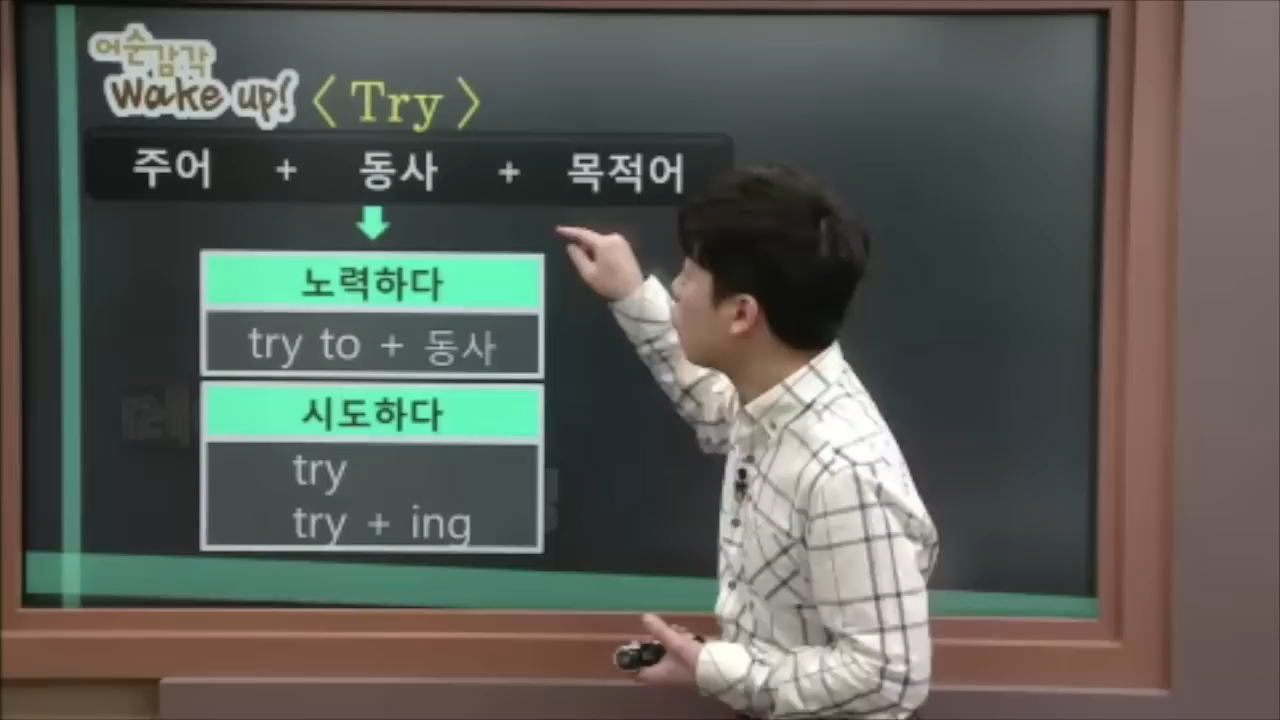 어순감각
Wake up! 〈 Try 〉
주어 + 동사 + 목적어
노력하다
try to + 동사
시도하다
try
try + ing